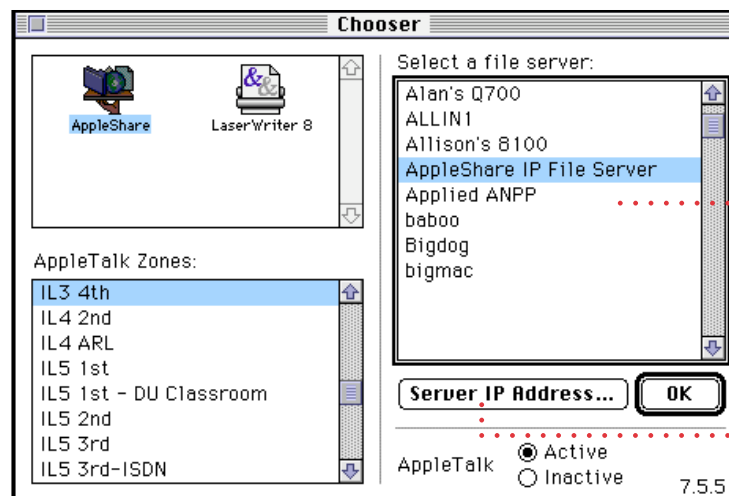 Chooser
AppleShare
LaserWriter 8
AppleTalk Zones:
IL3 4th
IL4 2nd
IL4 ARL
IL5 1st
IL5 1st - DU Classroom
IL5 2nd
IL5 3rd
IL5 3rd-ISDN
Select a file server:
Alan's Q700
ALLIN1
Allison's 8100
AppleShare IP File Server
Applied ANPP
baboo
Bigdog
bigmac
Server IP Address...
OK
AppleTalk
Active
Inactive
7.5.5